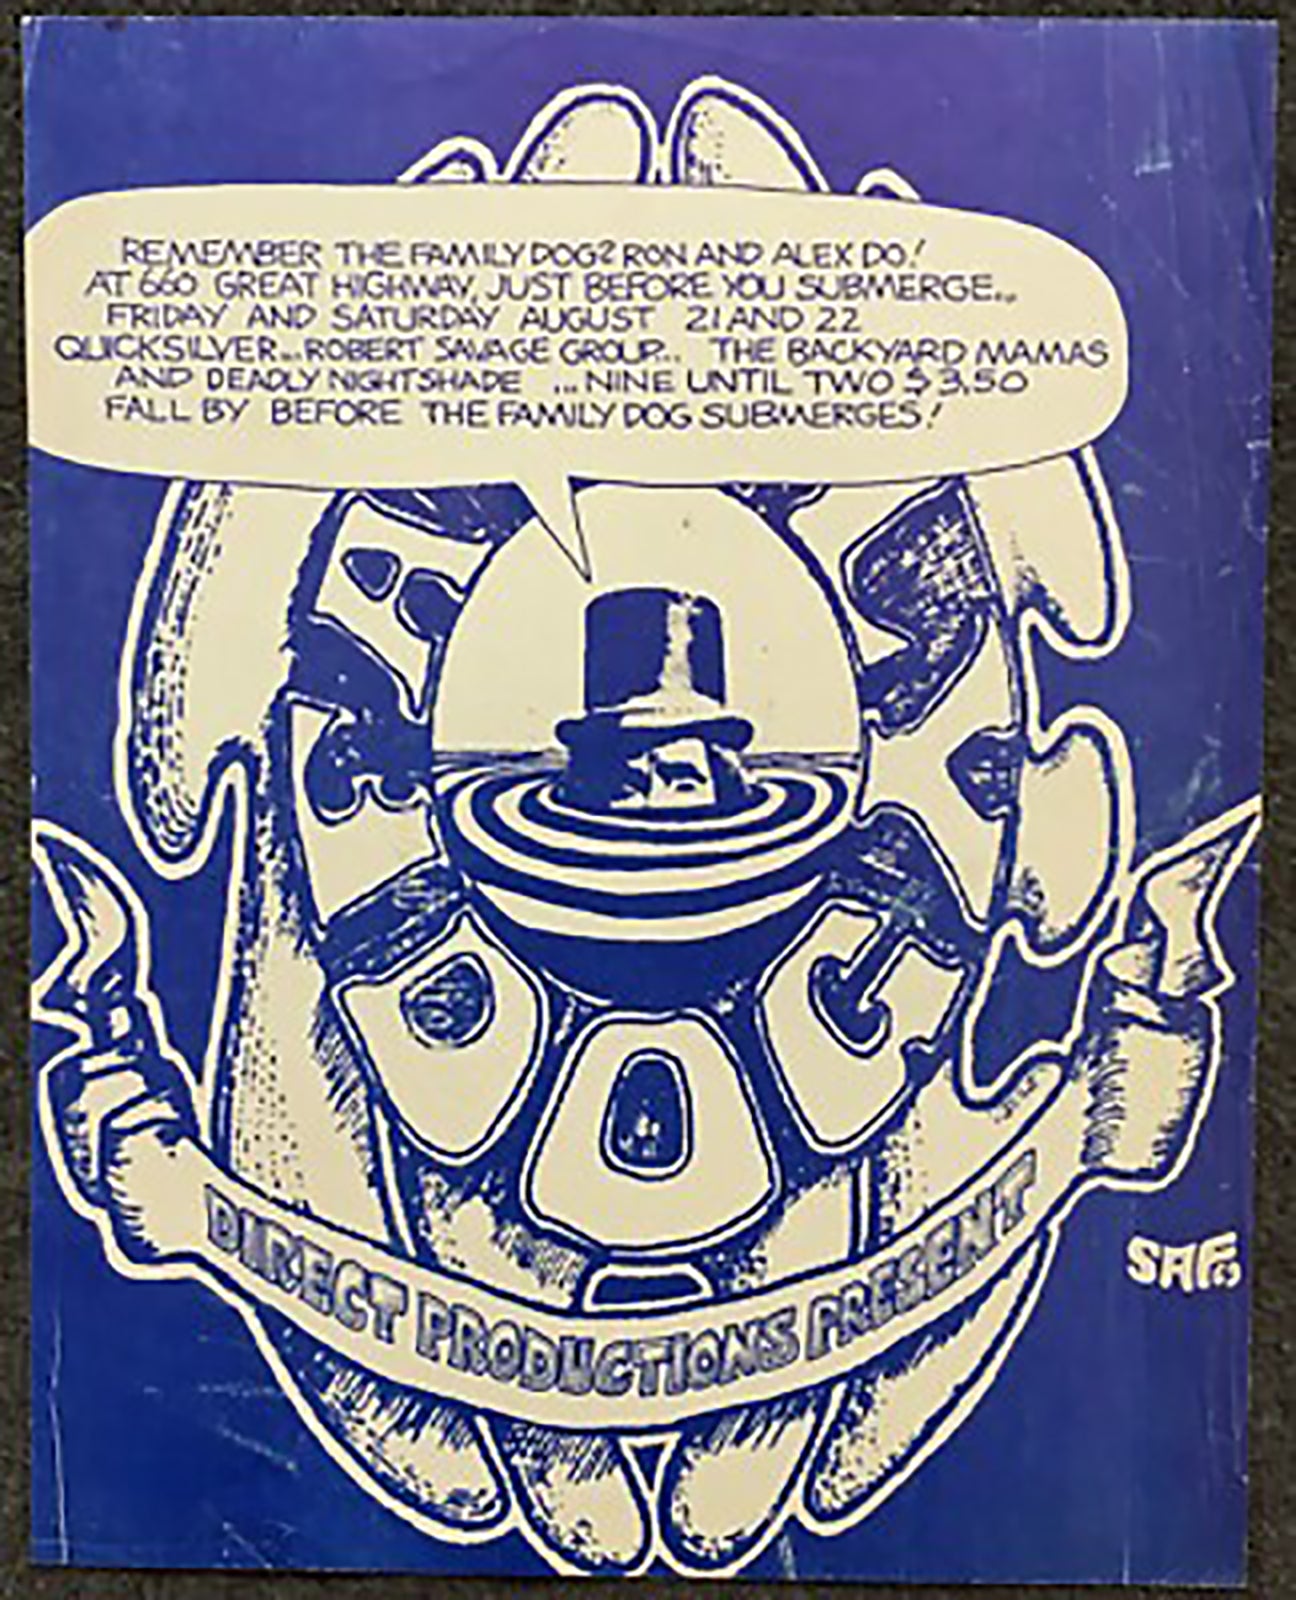 REMEMBER THE FAMILY DOG? RON AND ALEX DO!
AT 660 GREAT HIGHWAY, JUST BEFORE YOU SUBMERGE...
FRIDAY AND SATURDAY AUGUST 21 AND 22
QUICKSILVER...ROBERT SAVAGE GROUP... THE BACKYARD MAMAS
AND DEADLY NIGHTSHADE ...NINE UNTIL TWO $3.50
FALL BY BEFORE THE FAMILY DOG SUBMERGES!
DOG
DIRECT PRODUCTIONS PRESENT
SAF